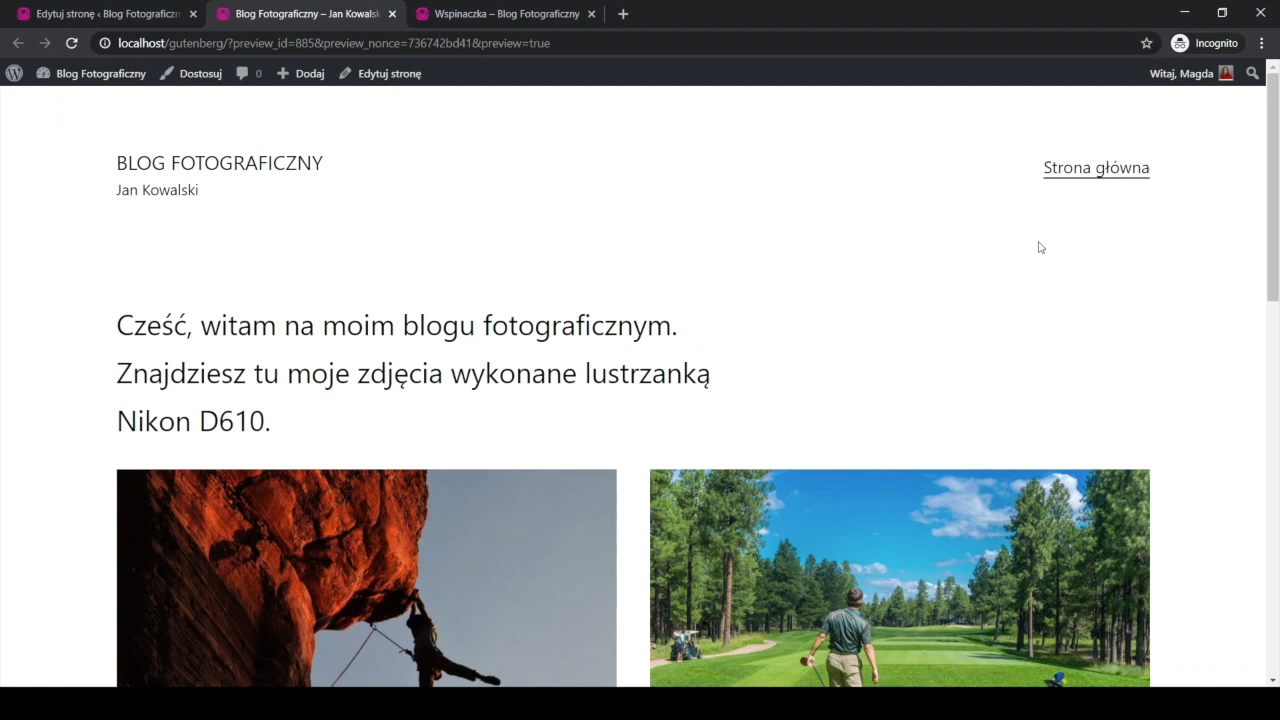 Edytuj stronę ‹ Blog Fotograficzn
Blog Fotograficzny – Jan Kowalsk
Wspinaczka – Blog Fotograficzny
localhost/gutenberg/?preview_id=885&preview_nonce=736742bd41&preview=true
Incognito
Blog Fotograficzny
Dostosuj
0
Dodaj
Edytuj stronę
Witaj, Magda
BLOG FOTOGRAFICZNY
Jan Kowalski
Strona główna
Cześć, witam na moim blogu fotograficznym.
Znajdziesz tu moje zdjęcia wykonane lustrzanką
Nikon D610.